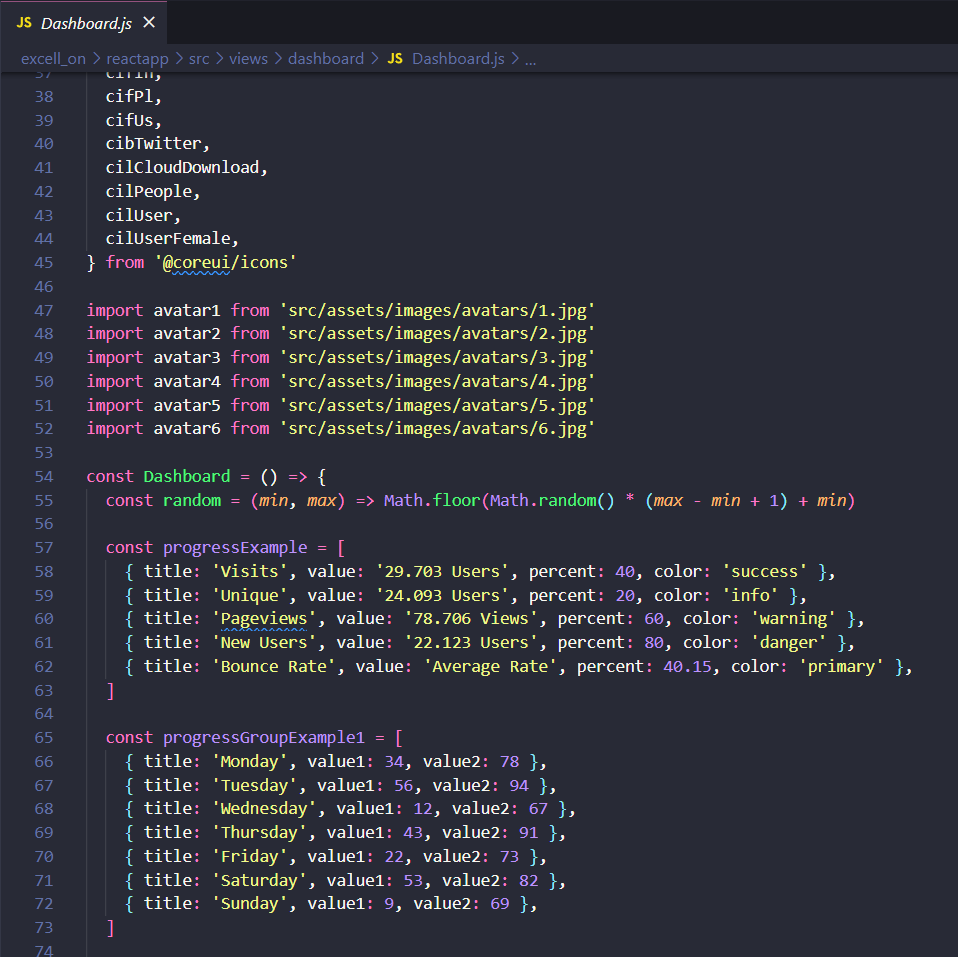 JS Dashboard.js ✕
excell_on > reactapp > src > views > dashboard > JS Dashboard.js > ...
37 cifIn,
38 cifPl,
39 cifUs,
40 cibTwitter,
41 cilCloudDownload,
42 cilPeople,
43 cilUser,
44 cilUserFemale,
45 } from '@coreui/icons'
46
47 import avatar1 from 'src/assets/images/avatars/1.jpg'
48 import avatar2 from 'src/assets/images/avatars/2.jpg'
49 import avatar3 from 'src/assets/images/avatars/3.jpg'
50 import avatar4 from 'src/assets/images/avatars/4.jpg'
51 import avatar5 from 'src/assets/images/avatars/5.jpg'
52 import avatar6 from 'src/assets/images/avatars/6.jpg'
53
54 const Dashboard = () => {
55 const random = (min, max) => Math.floor(Math.random() * (max - min + 1) + min)
56
57 const progressExample = [
58 { title: 'Visits', value: '29.703 Users', percent: 40, color: 'success' },
59 { title: 'Unique', value: '24.093 Users', percent: 20, color: 'info' },
60 { title: 'Pageviews', value: '78.706 Views', percent: 60, color: 'warning' },
61 { title: 'New Users', value: '22.123 Users', percent: 80, color: 'danger' },
62 { title: 'Bounce Rate', value: 'Average Rate', percent: 40.15, color: 'primary' },
63 ]
64
65 const progressGroupExample1 = [
66 { title: 'Monday', value1: 34, value2: 78 },
67 { title: 'Tuesday', value1: 56, value2: 94 },
68 { title: 'Wednesday', value1: 12, value2: 67 },
69 { title: 'Thursday', value1: 43, value2: 91 },
70 { title: 'Friday', value1: 22, value2: 73 },
71 { title: 'Saturday', value1: 53, value2: 82 },
72 { title: 'Sunday', value1: 9, value2: 69 },
73 ]
74